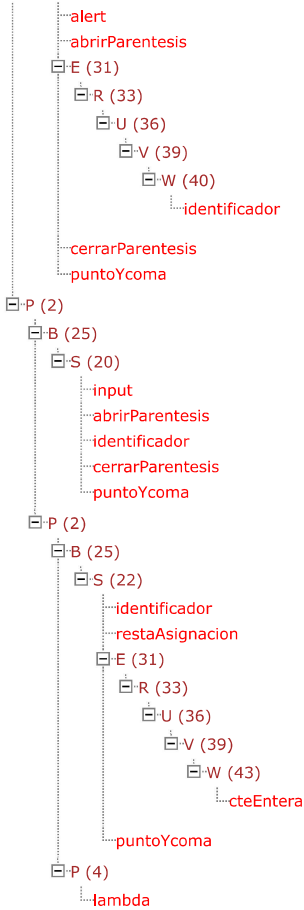 alert
abrirParentesis
E (31)
R (33)
U (36)
V (39)
W (40)
identificador
cerrarParentesis
puntoYcoma
P (2)
B (25)
S (20)
input
abrirParentesis
identificador
cerrarParentesis
puntoYcoma
P (2)
B (25)
S (22)
identificador
restaAsignacion
E (31)
R (33)
U (36)
V (39)
W (43)
cteEntera
puntoYcoma
P (4)
lambda